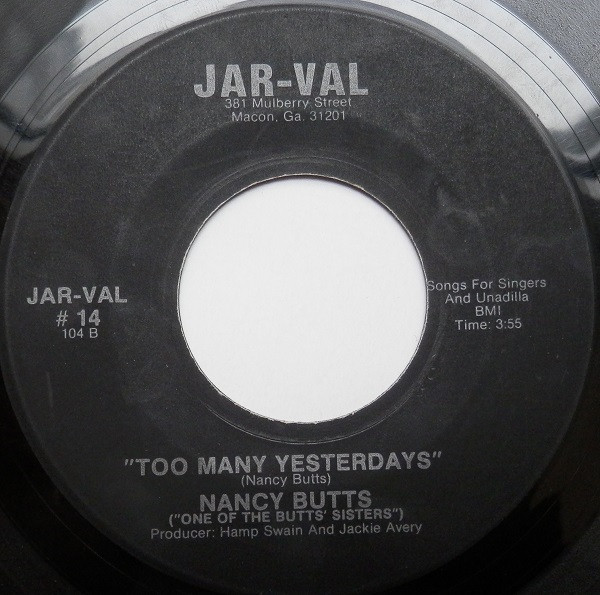 JAR-VAL
381 Mulberry Street
Macon, Ga. 31201
JAR-VAL
# 14
104 B
Songs For Singers
And Unadilla
BMI
Time: 3:55
"TOO MANY YESTERDAYS"
(Nancy Butts)
NANCY BUTTS
("ONE OF THE BUTTS' SISTERS")
Producer: Hamp Swain And Jackie Avery